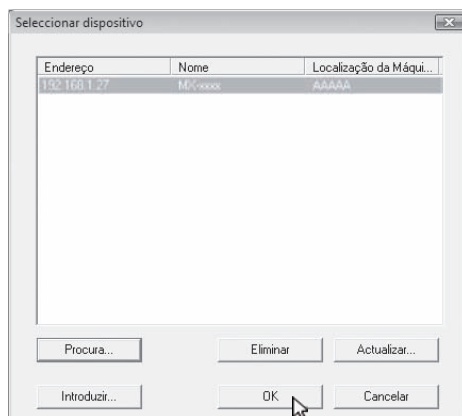 Seleccionar dispositivo
Endereço Nome Localização da Máqui...
192.168.1.27 MX-xxxx AAAAA
Procura... Eliminar Actualizar...
Introduzir... OK Cancelar